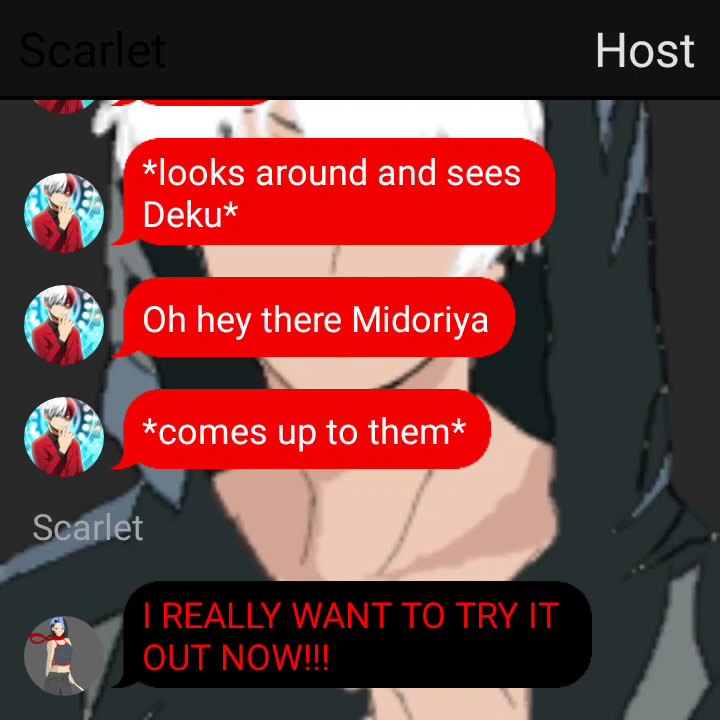 Scarlet
Host
*looks around and sees
Deku*
Oh hey there Midoriya
*comes up to them*
Scarlet
I REALLY WANT TO TRY IT
OUT NOW!!!